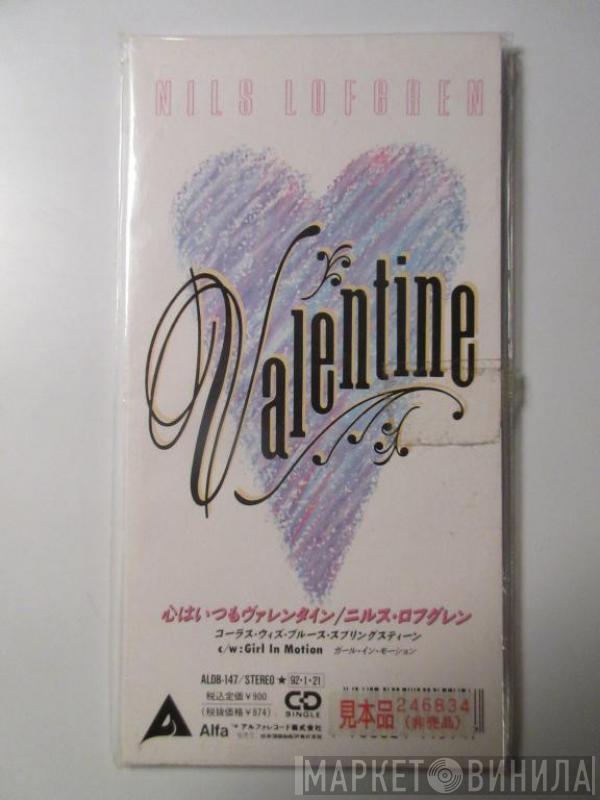 NILS LOFGREN
Valentine
心はいつもヴァレンタイン/ニルス・ロフグレン
コーラス・ウィズ・ブルース・スプリングスティーン
c/w:Girl In Motion ガール・イン・モーション
ALDB-147/STEREO ★ 92・1・21
税込定価¥900
(税抜価格¥874)
CD
SINGLE
見本品 246834
(非売品)
Alfa アルファレコード株式会社
МАРКЕТ ВИНИЛА